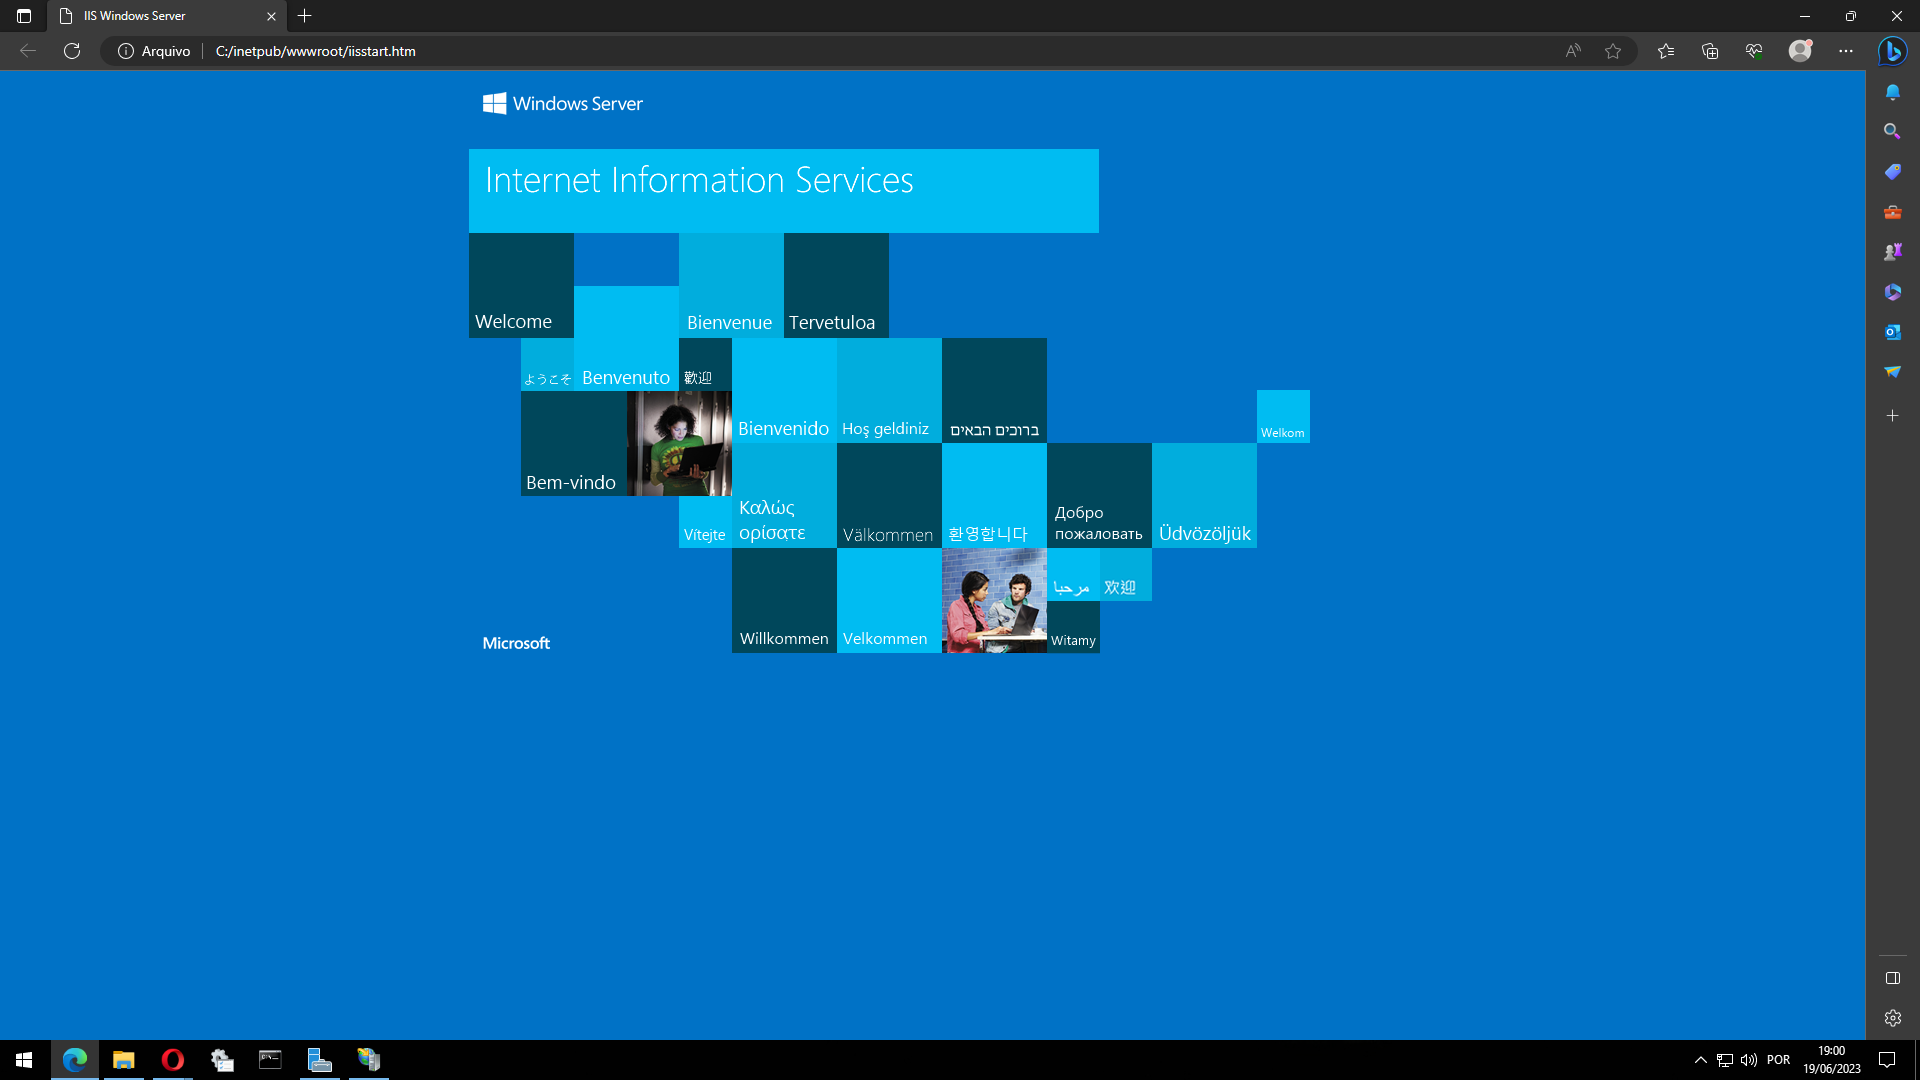 IIS Windows Server
Arquivo
C:/inetpub/wwwroot/iisstart.htm
Windows Server
Internet Information Services
Welcome
Bienvenue
Tervetuloa
ようこそ
Benvenuto
歡迎
Bienvenido
Hoş geldiniz
ברוכים הבאים
Welkom
Bem-vindo
Vítejte
Καλώς
ορίσατε
Välkommen
환영합니다
Добро
пожаловать
Üdvözöljük
مرحبا
欢迎
Willkommen
Velkommen
Witamy
Microsoft
POR
19:00
19/06/2023